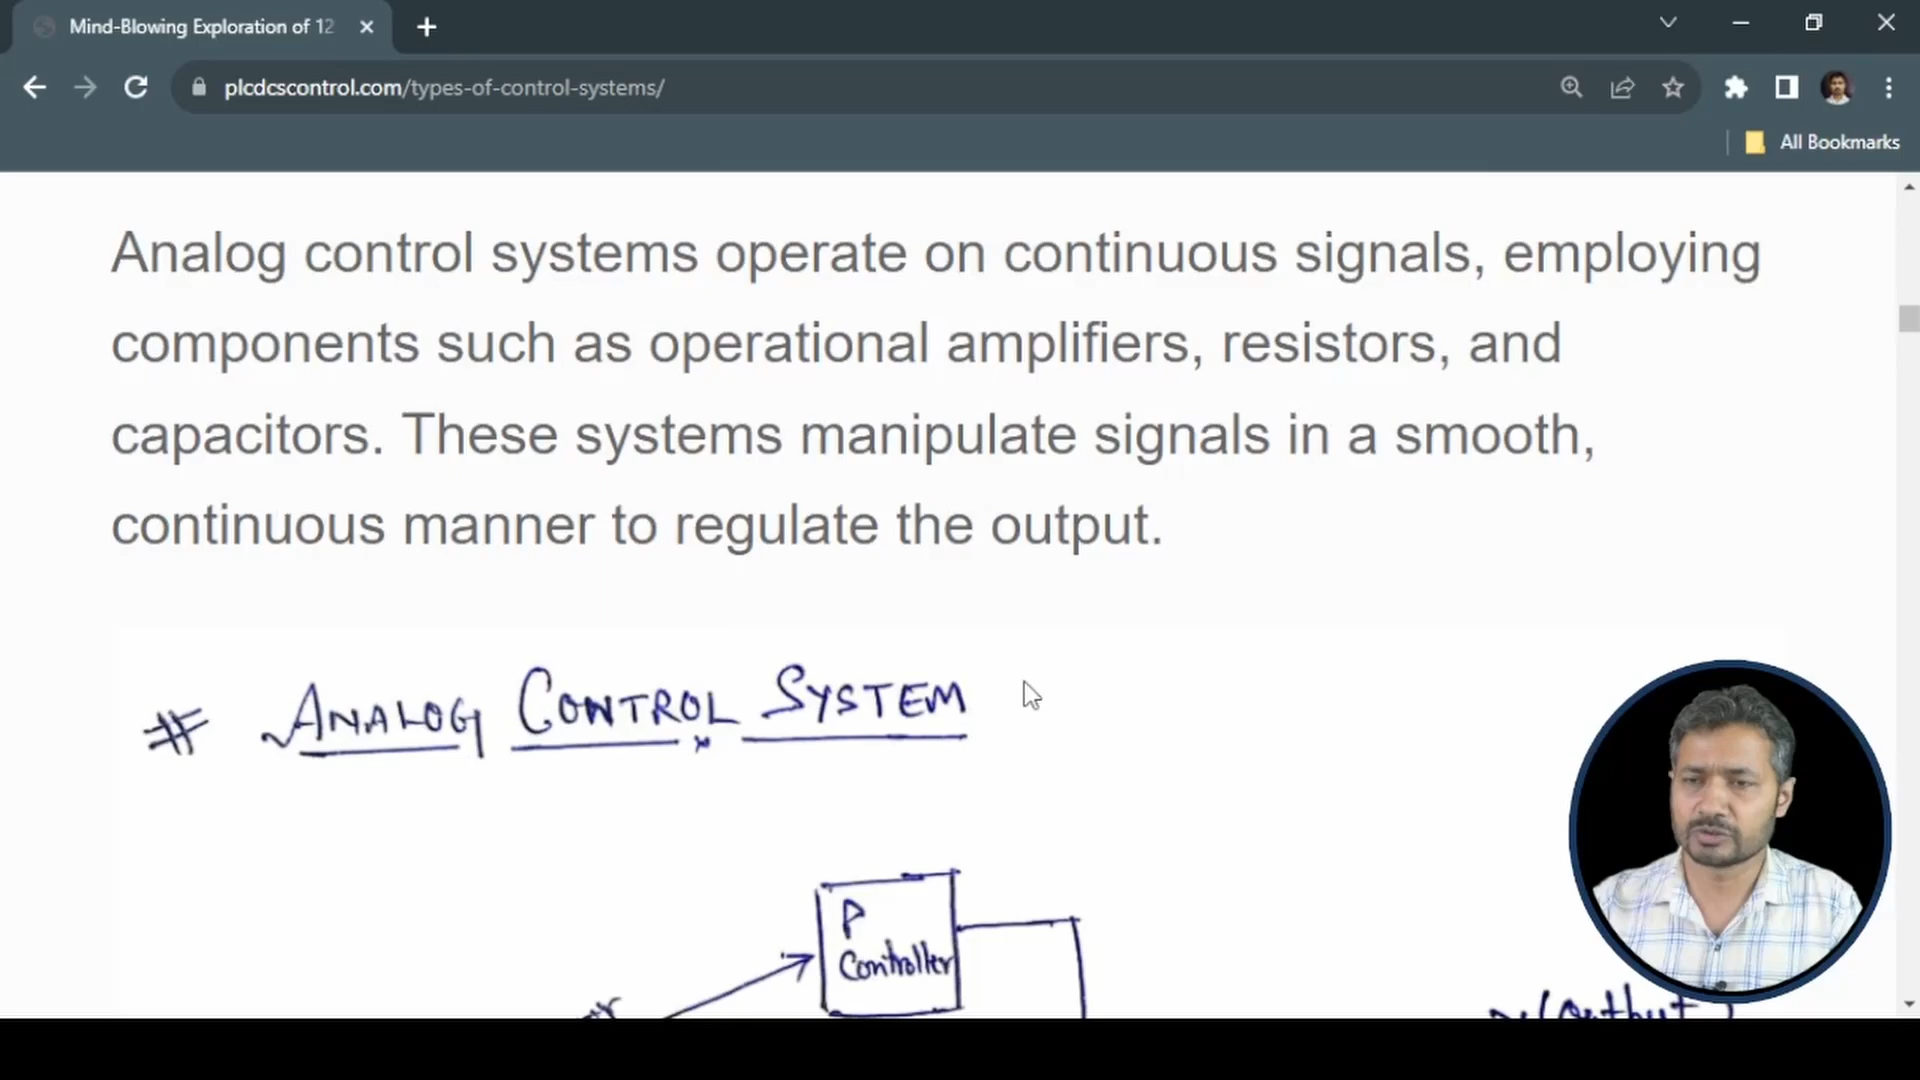 Mind-Blowing Exploration of 12
plcdcscontrol.com/types-of-control-systems/
All Bookmarks
Analog control systems operate on continuous signals, employing
components such as operational amplifiers, resistors, and
capacitors. These systems manipulate signals in a smooth,
continuous manner to regulate the output.
# ANALOG CONTROL SYSTEM
P
Controller